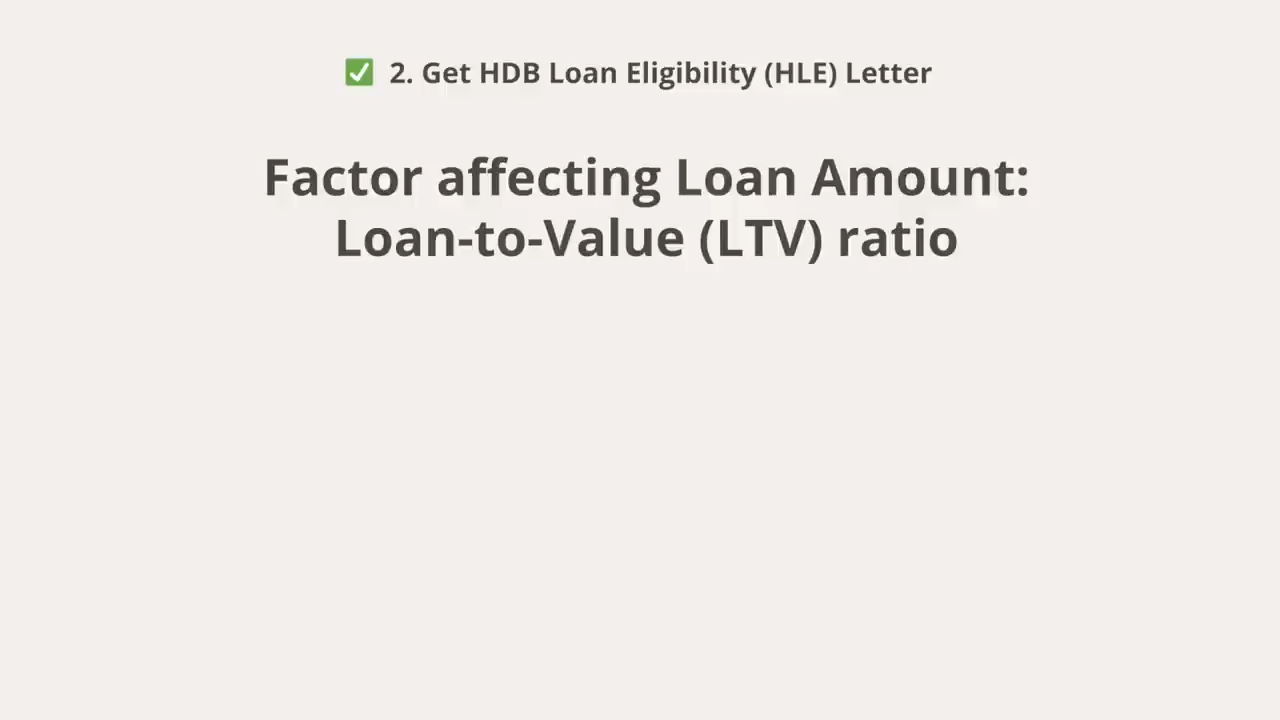 ✅ 2. Get HDB Loan Eligibility (HLE) Letter
Factor affecting Loan Amount:
Loan-to-Value (LTV) ratio